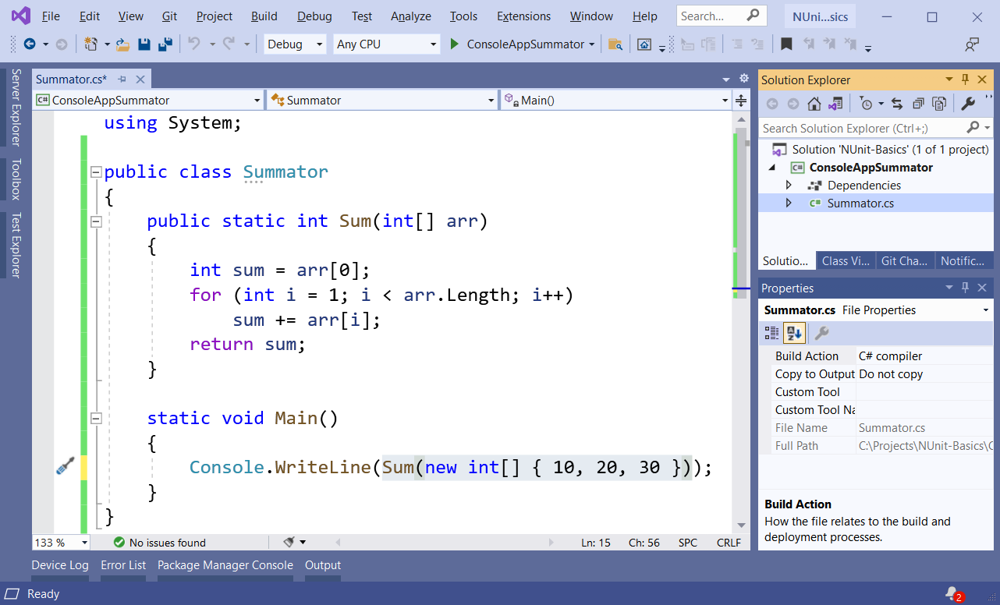 File Edit View Git Project Build Debug Test Analyze Tools Extensions Window Help Search... NUni...sics
Debug Any CPU ConsoleAppSummator
Server Explorer
Toolbox
Test Explorer
Summator.cs*
C# ConsoleAppSummator Summator Main()
using System;
public class Summator
{
public static int Sum(int[] arr)
{
int sum = arr[0];
for (int i = 1; i < arr.Length; i++)
sum += arr[i];
return sum;
}
static void Main()
{
Console.WriteLine(Sum(new int[] { 10, 20, 30 }));
}
}
133 % No issues found Ln: 15 Ch: 56 SPC CRLF
Solution Explorer
Search Solution Explorer (Ctrl+;)
Solution 'NUnit-Basics' (1 of 1 project)
C# ConsoleAppSummator
Dependencies
C# Summator.cs
Solutio... Class Vi... Git Cha... Notific...
Properties
Summator.cs File Properties
Build Action C# compiler
Copy to Output Do not copy
Custom Tool
Custom Tool Na
File Name Summator.cs
Full Path C:\Projects\NUnit-Basics\C
Build Action
How the file relates to the build and
deployment processes.
Device Log Error List Package Manager Console Output
Ready 2